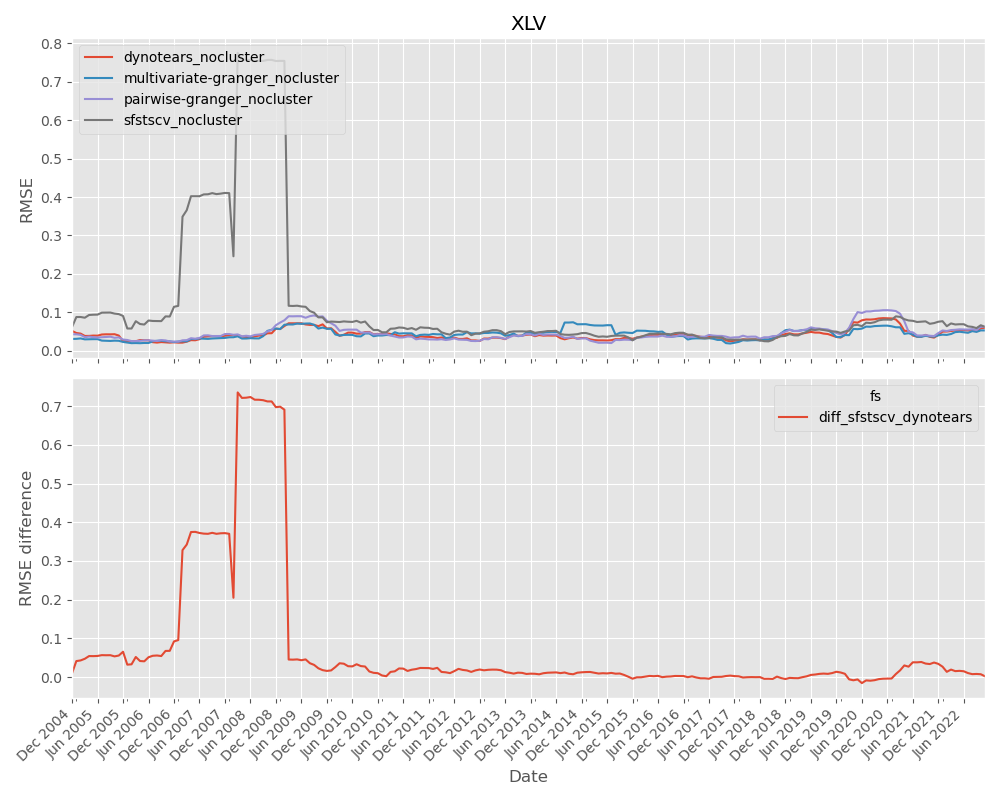 XLV
RMSE
0.8
0.7
0.6
0.5
0.4
0.3
0.2
0.1
0.0
dynotears_nocluster
multivariate-granger_nocluster
pairwise-granger_nocluster
sfstscv_nocluster
RMSE difference
0.7
0.6
0.5
0.4
0.3
0.2
0.1
0.0
fs
diff_sfstscv_dynotears
Dec 2004
Jun 2005
Dec 2005
Jun 2006
Dec 2006
Jun 2007
Dec 2007
Jun 2008
Dec 2008
Jun 2009
Dec 2009
Jun 2010
Dec 2010
Jun 2011
Dec 2011
Jun 2012
Dec 2012
Jun 2013
Dec 2013
Jun 2014
Dec 2014
Jun 2015
Dec 2015
Jun 2016
Dec 2016
Jun 2017
Dec 2017
Jun 2018
Dec 2018
Jun 2019
Dec 2019
Jun 2020
Dec 2020
Jun 2021
Dec 2021
Jun 2022
Date